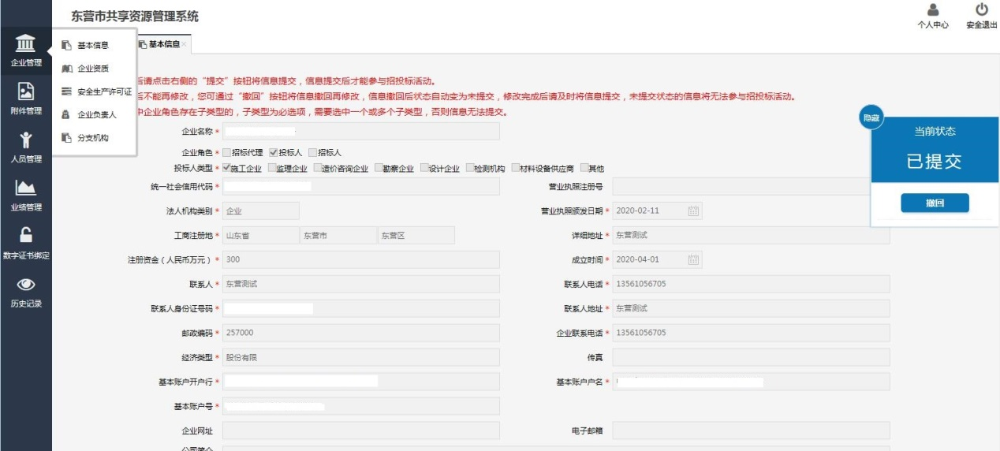 东营市共享资源管理系统
个人中心
安全退出
企业管理
附件管理
人员管理
业绩管理
数字证书绑定
历史记录
基本信息
企业资质
安全生产许可证
企业负责人
分支机构
基本信息
后请点击右侧的“提交”按钮将信息提交，信息提交后才能参与招投标活动。
后不能再修改，您可通过“撤回”按钮将信息撤回再修改，信息撤回后状态自动变为未提交，修改完成后请及时将信息提交，未提交状态的信息将无法参与招投标活动。
中企业角色存在子类型的，子类型为必选项，需要选中一个或多个子类型，否则信息无法提交。
隐藏
当前状态
已提交
撤回
企业名称 *
企业角色 * 招标代理 投标人 招标人
投标人类型 * 施工企业 监理企业 造价咨询企业 勘察企业 设计企业 检测机构 材料设备供应商 其他
统一社会信用代码 * 营业执照注册号
法人机构类别 * 企业 营业执照颁发日期 * 2020-02-11
工商注册地 * 山东省 东营市 东营区 详细地址 * 东营测试
注册资金（人民币万元） * 300 成立时间 * 2020-04-01
联系人 * 东营测试 联系人电话 * 13561056705
联系人身份证号码 * 联系人地址 * 东营测试
邮政编码 * 257000 企业联系电话 * 13561056705
经济类型 * 股份有限 传真
基本账户开户行 * 基本账户户名 *
基本账户号 *
企业网址 电子邮箱
公司简介